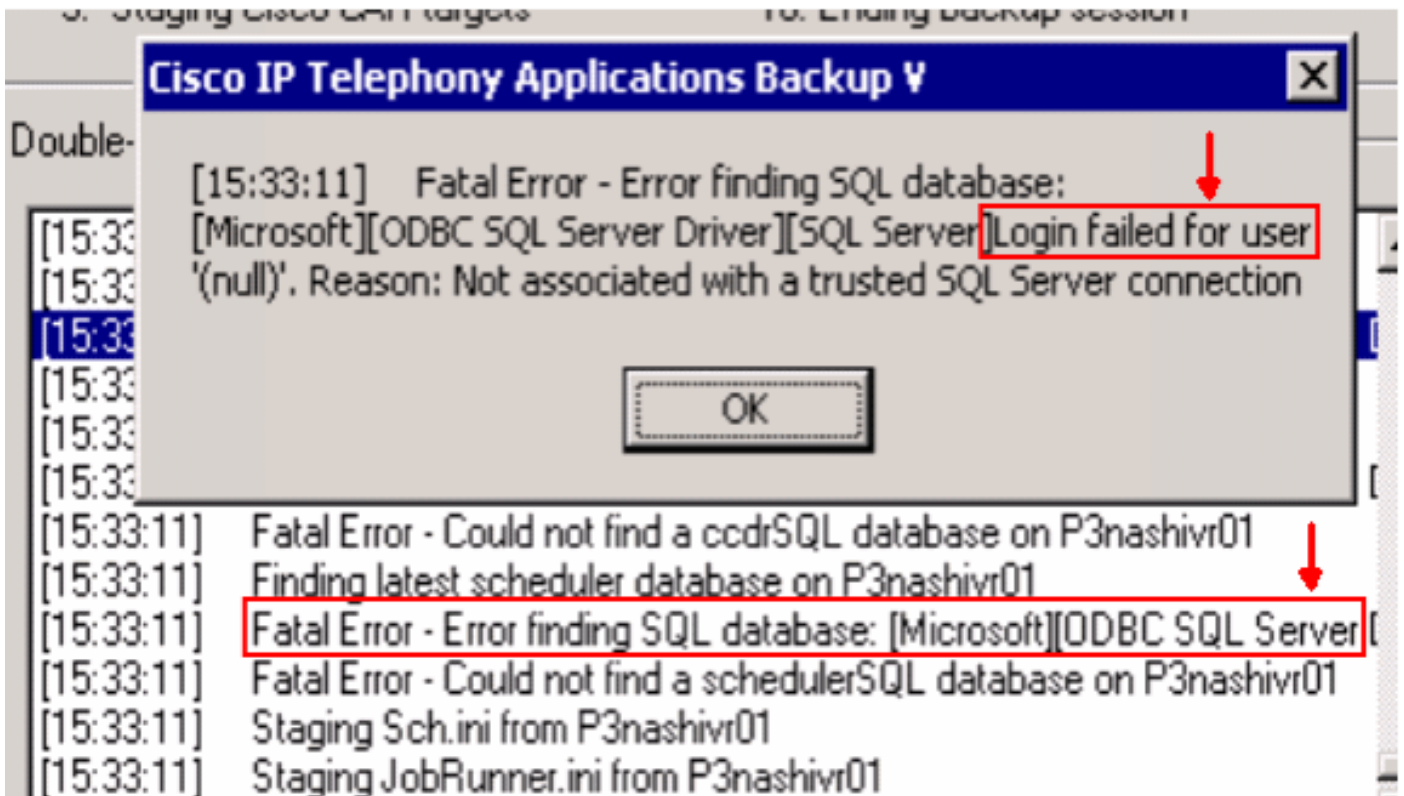 5. Staging Cisco CAR targets
10. Ending backup session
Cisco IP Telephony Applications Backup V
Double-
[15:33:11] Fatal Error - Error finding SQL database:
[Microsoft][ODBC SQL Server Driver][SQL Server]Login failed for user
'(null)'. Reason: Not associated with a trusted SQL Server connection
OK
[15:33
[15:33
[15:33
[15:33
[15:33
[15:33
[15:33:11] Fatal Error - Could not find a ccdrSQL database on P3nashivr01
[15:33:11] Finding latest scheduler database on P3nashivr01
[15:33:11] Fatal Error - Error finding SQL database: [Microsoft][ODBC SQL Server [
[15:33:11] Fatal Error - Could not find a schedulerSQL database on P3nashivr01
[15:33:11] Staging Sch.ini from P3nashivr01
[15:33:11] Staging JobRunner.ini from P3nashivr01